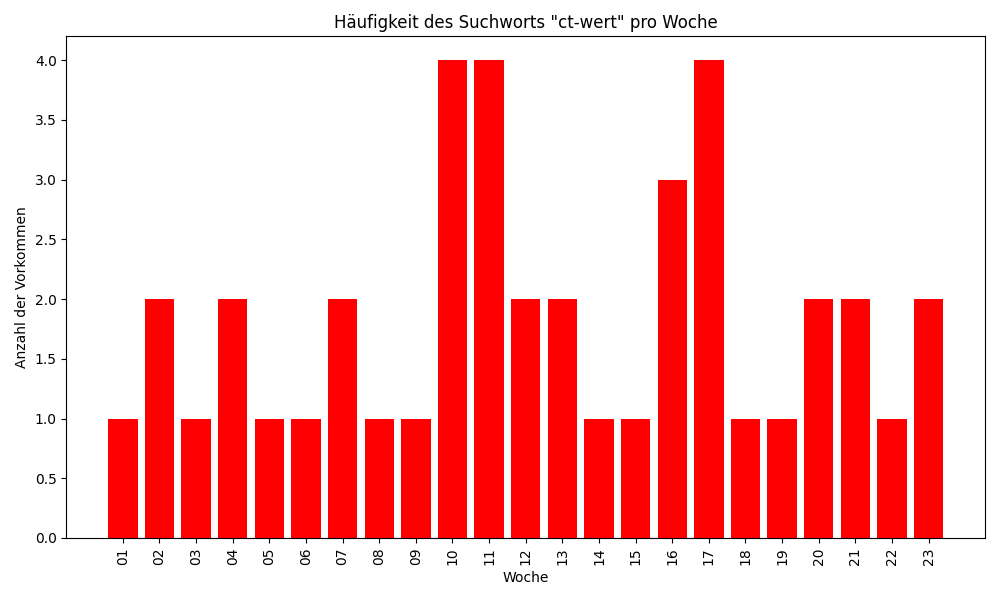 Häufigkeit des Suchworts "ct-wert" pro Woche
Anzahl der Vorkommen
4.0
3.5
3.0
2.5
2.0
1.5
1.0
0.5
0.0
01 02 03 04 05 06 07 08 09 10 11 12 13 14 15 16 17 18 19 20 21 22 23
Woche